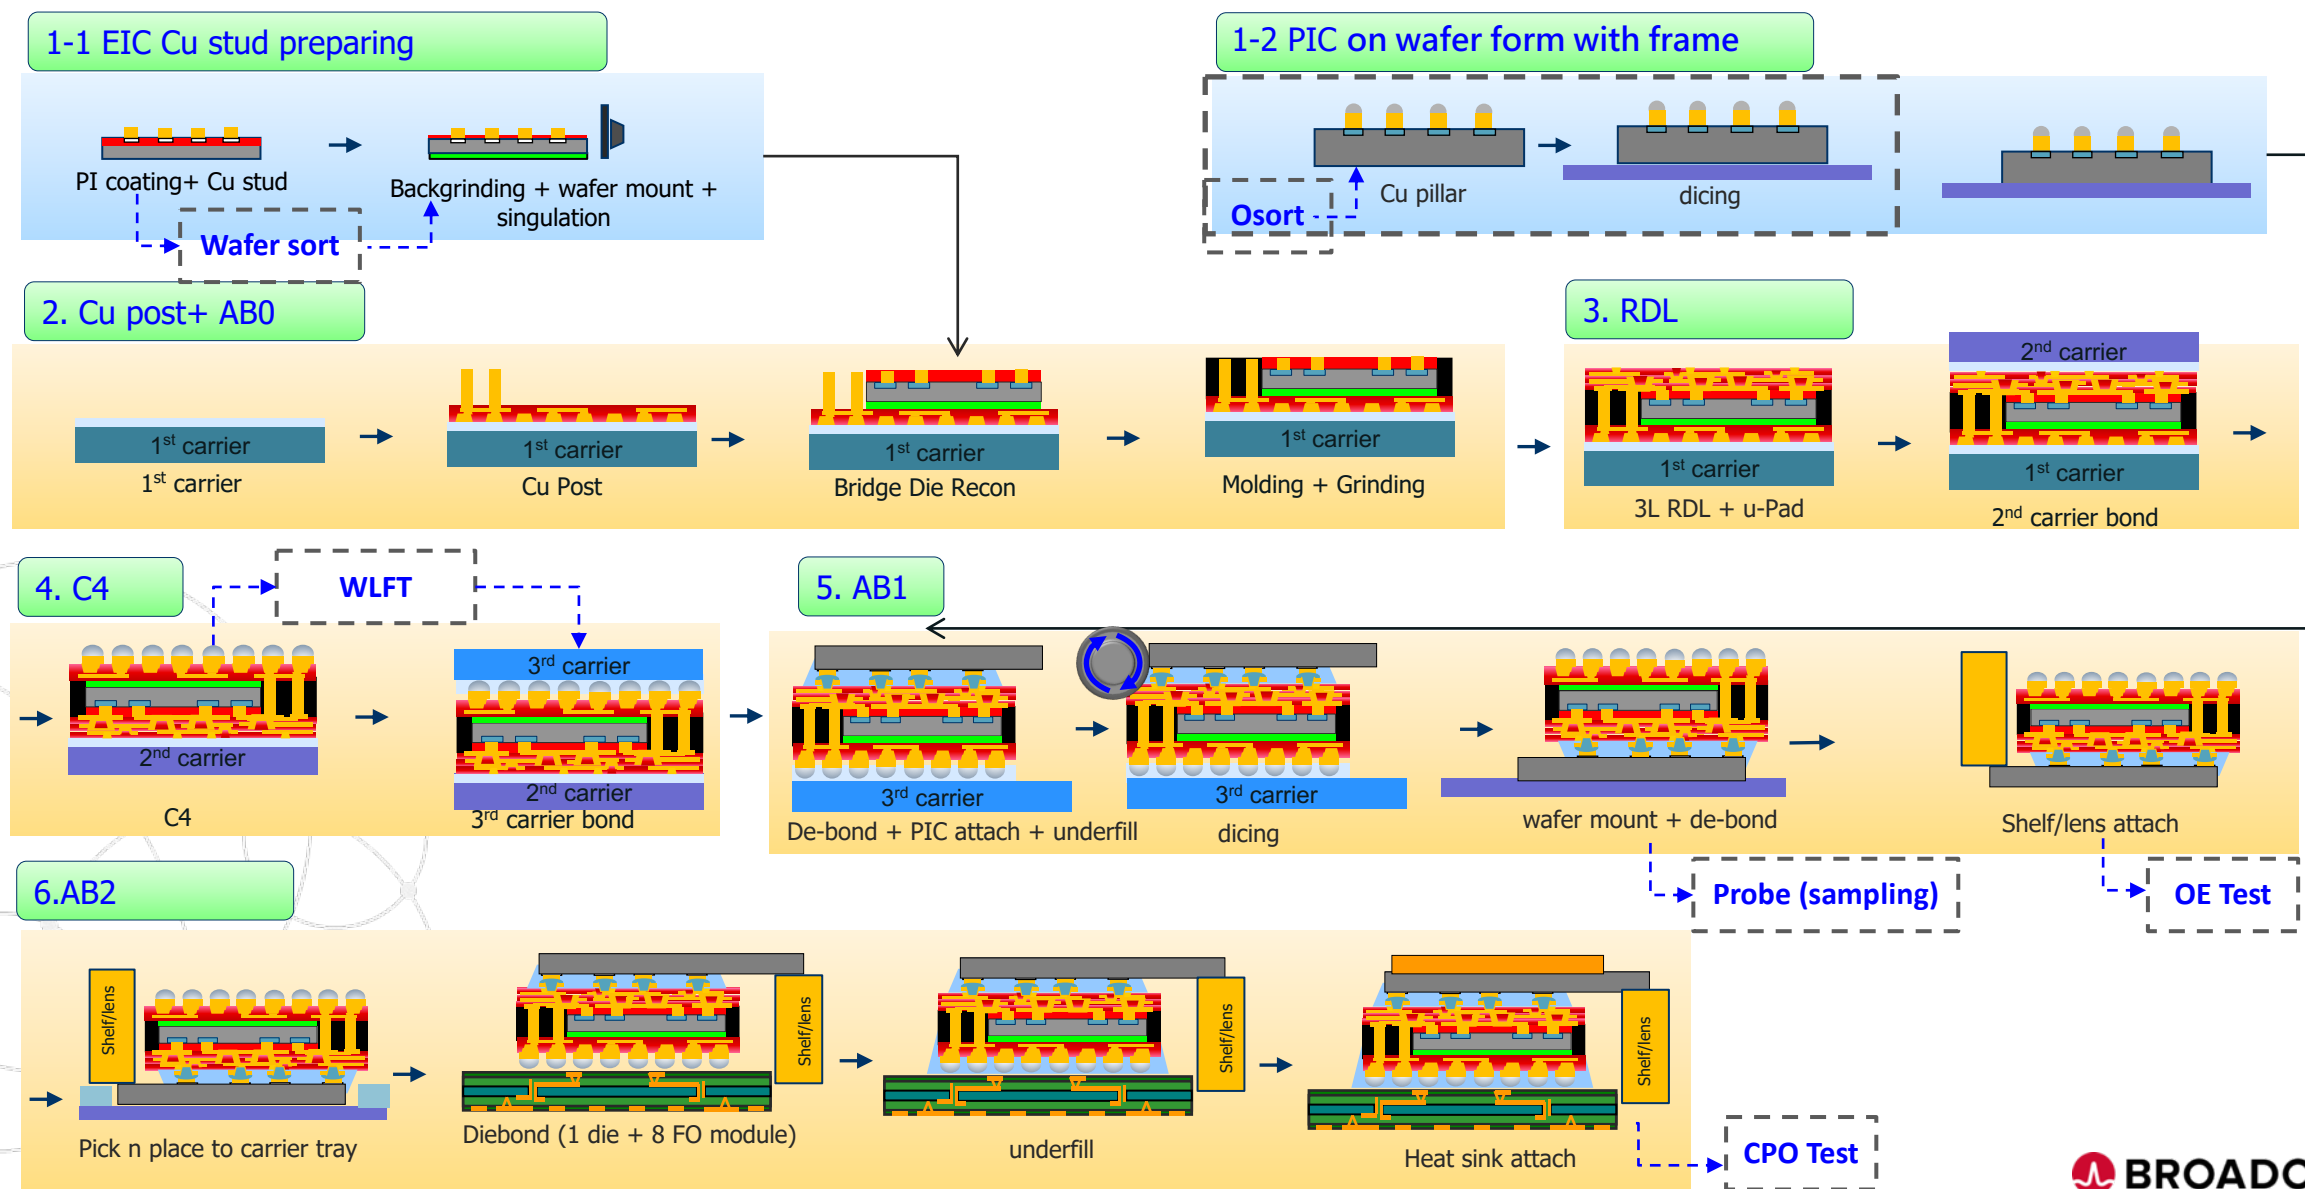 1-1 EIC Cu stud preparing
1-2 PIC on wafer form with frame
PI coating+ Cu stud
Backgrinding + wafer mount +
singulation
Wafer sort
Cu pillar
dicing
Osort
2. Cu post+ AB0
3. RDL
1st carrier
1st carrier
1st carrier
Cu Post
1st carrier
Bridge Die Recon
1st carrier
Molding + Grinding
1st carrier
3L RDL + u-Pad
2nd carrier
1st carrier
2nd carrier bond
4. C4
WLFT
5. AB1
2nd carrier
C4
3rd carrier
2nd carrier
3rd carrier bond
3rd carrier
De-bond + PIC attach + underfill
3rd carrier
dicing
wafer mount + de-bond
Shelf/lens attach
Probe (sampling)
OE Test
6.AB2
Shelf/lens
Pick n place to carrier tray
Shelf/lens
Diebond (1 die + 8 FO module)
Shelf/lens
underfill
Shelf/lens
Heat sink attach
CPO Test